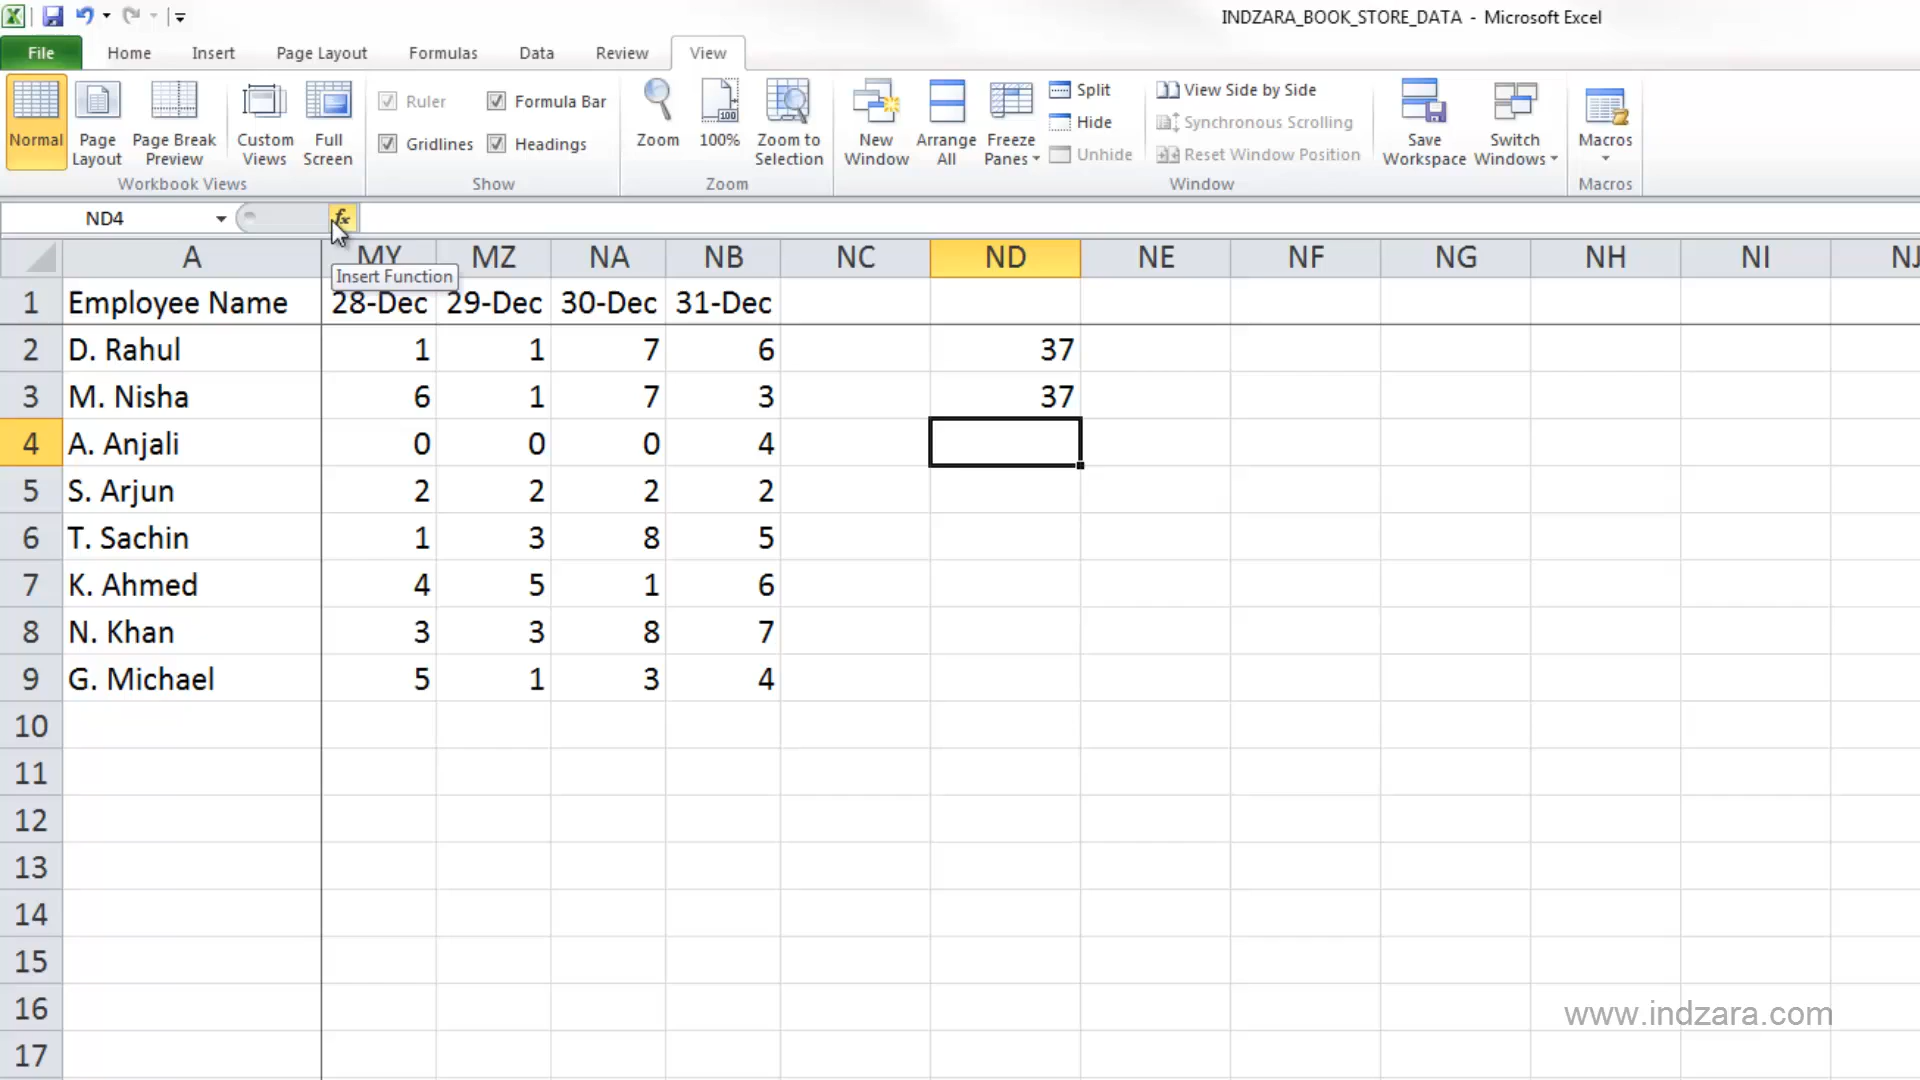 INDZARA_BOOK_STORE_DATA - Microsoft Excel
File Home Insert Page Layout Formulas Data Review View
Normal Page Layout Page Break Preview Custom Views Full Screen
Workbook Views
Ruler Formula Bar
Gridlines Headings
Show
Zoom 100% Zoom to Selection
Zoom
New Window Arrange All Freeze Panes
Split
Hide
Unhide
View Side by Side
Synchronous Scrolling
Reset Window Position
Save Workspace Switch Windows
Window
Macros
Macros
ND4 fx
Insert Function
A MY MZ NA NB NC ND NE NF NG NH NI NJ
1 Employee Name 28-Dec 29-Dec 30-Dec 31-Dec
2 D. Rahul 1 1 7 6 37
3 M. Nisha 6 1 7 3 37
4 A. Anjali 0 0 0 4
5 S. Arjun 2 2 2 2
6 T. Sachin 1 3 8 5
7 K. Ahmed 4 5 1 6
8 N. Khan 3 3 8 7
9 G. Michael 5 1 3 4
10
11
12
13
14
15
16
17
www.indzara.com